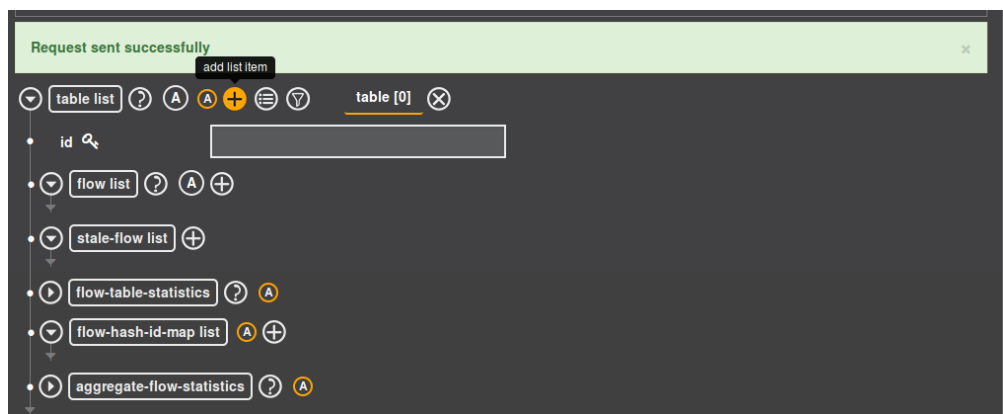 Request sent successfully ×
add list item
table list ? A A + table [0]
id
flow list ? A +
stale-flow list +
flow-table-statistics ? A
flow-hash-id-map list A +
aggregate-flow-statistics ? A